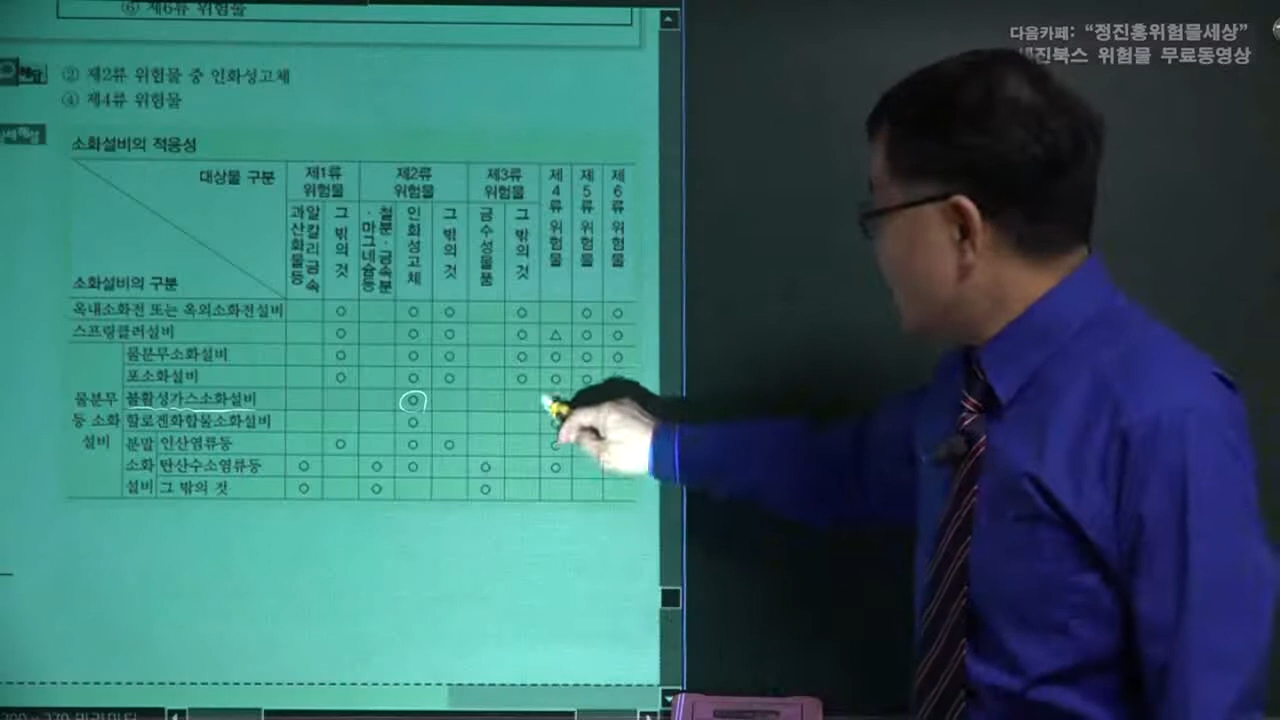 ⑥ 제6류 위험물
다음카페: “정진홍위험물세상”
세진북스 위험물 무료동영상
② 제2류 위험물 중 인화성고체
④ 제4류 위험물
소화설비의 적응성
대상물 구분
소화설비의 구분
제1류 위험물
제2류 위험물
제3류 위험물
제4류 위험물
제5류 위험물
제6류 위험물
알칼리금속 과산화물등
그 밖의 것
철분·금속분·마그네슘등
인화성고체
그 밖의 것
금수성물품
그 밖의 것
옥내소화전 또는 옥외소화전설비 ○ ○ ○ ○ ○ ○
스프링클러설비 ○ ○ ○ ○ △ ○ ○
물분무 등 소화 설비
물분무소화설비 ○ ○ ○ ○ ○ ○ ○
포소화설비 ○ ○ ○ ○ ○ ○
불활성가스소화설비 ○
할로젠화합물소화설비 ○
분말 소화 설비
인산염류등 ○ ○ ○ ○
탄산수소염류등 ○ ○ ○ ○ ○
그 밖의 것 ○ ○ ○